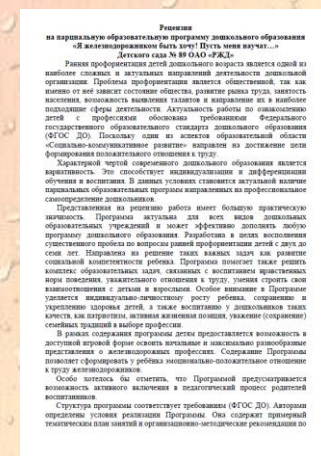 Рецензия
на парциальную образовательную программу дошкольного образования
«Я железнодорожником быть хочу! Пусть меня научат…»
Детского сада № 89 ОАО «РЖД»
Ранняя профориентация детей дошкольного возраста является одной из
наиболее сложных и актуальных направлений деятельности дошкольной
организации. Проблема профориентации является общественной, так как
именно от неё зависит состояние общества, развитие рынка труда, занятость
населения, возможность выявления талантов и направление их в наиболее
подходящие сферы деятельности. Актуальность работы по ознакомлению
детей с профессиями обоснована требованиями Федерального
государственного образовательного стандарта дошкольного образования
(ФГОС ДО). Поскольку один из аспектов образовательной области
«Социально-коммуникативное развитие» направлен на достижение цели
формирования положительного отношения к труду.
Характерной чертой современного дошкольного образования является
вариативность. Это способствует индивидуализации и дифференциации
обучения и воспитания. В данных условиях становится актуальной наличие
парциальных образовательных программ направленных на профессиональное
самоопределение дошкольников.
Представленная на рецензию работа имеет большую практическую
значимость. Программа актуальна для всех видов дошкольных
образовательных учреждений и может эффективно дополнять любую
программу дошкольного образования. Разработана в целях восполнения
существенного пробела по вопросам ранней профориентации детей с двух до
семи лет. Направлена на решение таких важных задач как развитие
социальной компетентности ребенка. Программа помогает также решить
комплекс образовательных задач, связанных с воспитанием нравственных
норм поведения, уважительного отношения к труду, умения строить свои
взаимоотношения с детьми и взрослыми. Особое внимание в Программе
уделяется индивидуально-личностному росту ребенка, сохранению и
укреплению здоровья детей, а также воспитанию у дошкольников таких
качеств, как патриотизм, активная жизненная позиция, уважение (сохранение)
семейных традиций в выборе профессии.
В рамках содержания программы детям предоставляется возможность в
доступной игровой форме освоить начальные и максимально разнообразные
представления о железнодорожных профессиях. Содержание Программы
позволяет сформировать у ребёнка эмоционально-положительное отношение
к труду железнодорожников.
Особо хотелось бы отметить, что Программой предусматривается
возможность активного включения в педагогический процесс родителей
воспитанников.
Структура программы соответствует требованиям (ФГОС ДО). Авторами
определены условия реализации Программы. Она содержит примерный
тематическим план занятий и организационно-методические рекомендации по